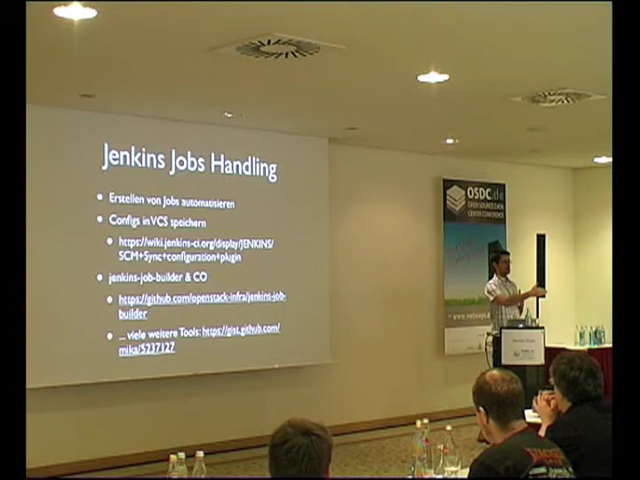 Jenkins Jobs Handling
Erstellen von Jobs automatisieren
Configs in VCS speichern
https://wiki.jenkins-ci.org/display/JENKINS/
SCM+Sync+configuration+plugin
jenkins-job-builder & CO
https://github.com/openstack-infra/jenkins-job-
builder
... viele weitere Tools: https://gist.github.com/
mika/5237127
OSDC.de
OPEN SOURCE DATA
CENTER CONFERENCE